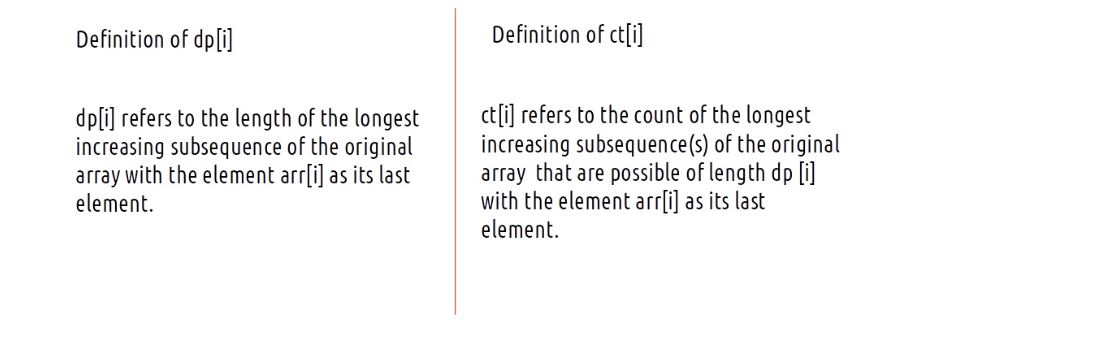 Definition of dp[i]
dp[i] refers to the length of the longest
increasing subsequence of the original
array with the element arr[i] as its last
element.
Definition of ct[i]
ct[i] refers to the count of the longest
increasing subsequence(s) of the original
array  that are possible of length dp [i]
with the element arr[i] as its last
element.